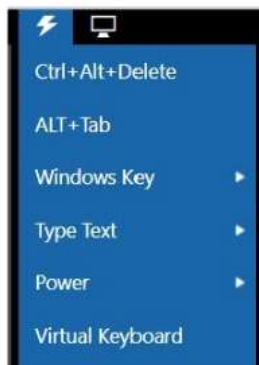 Ctrl+Alt+Delete
ALT+Tab
Windows Key
Type Text
Power
Virtual Keyboard